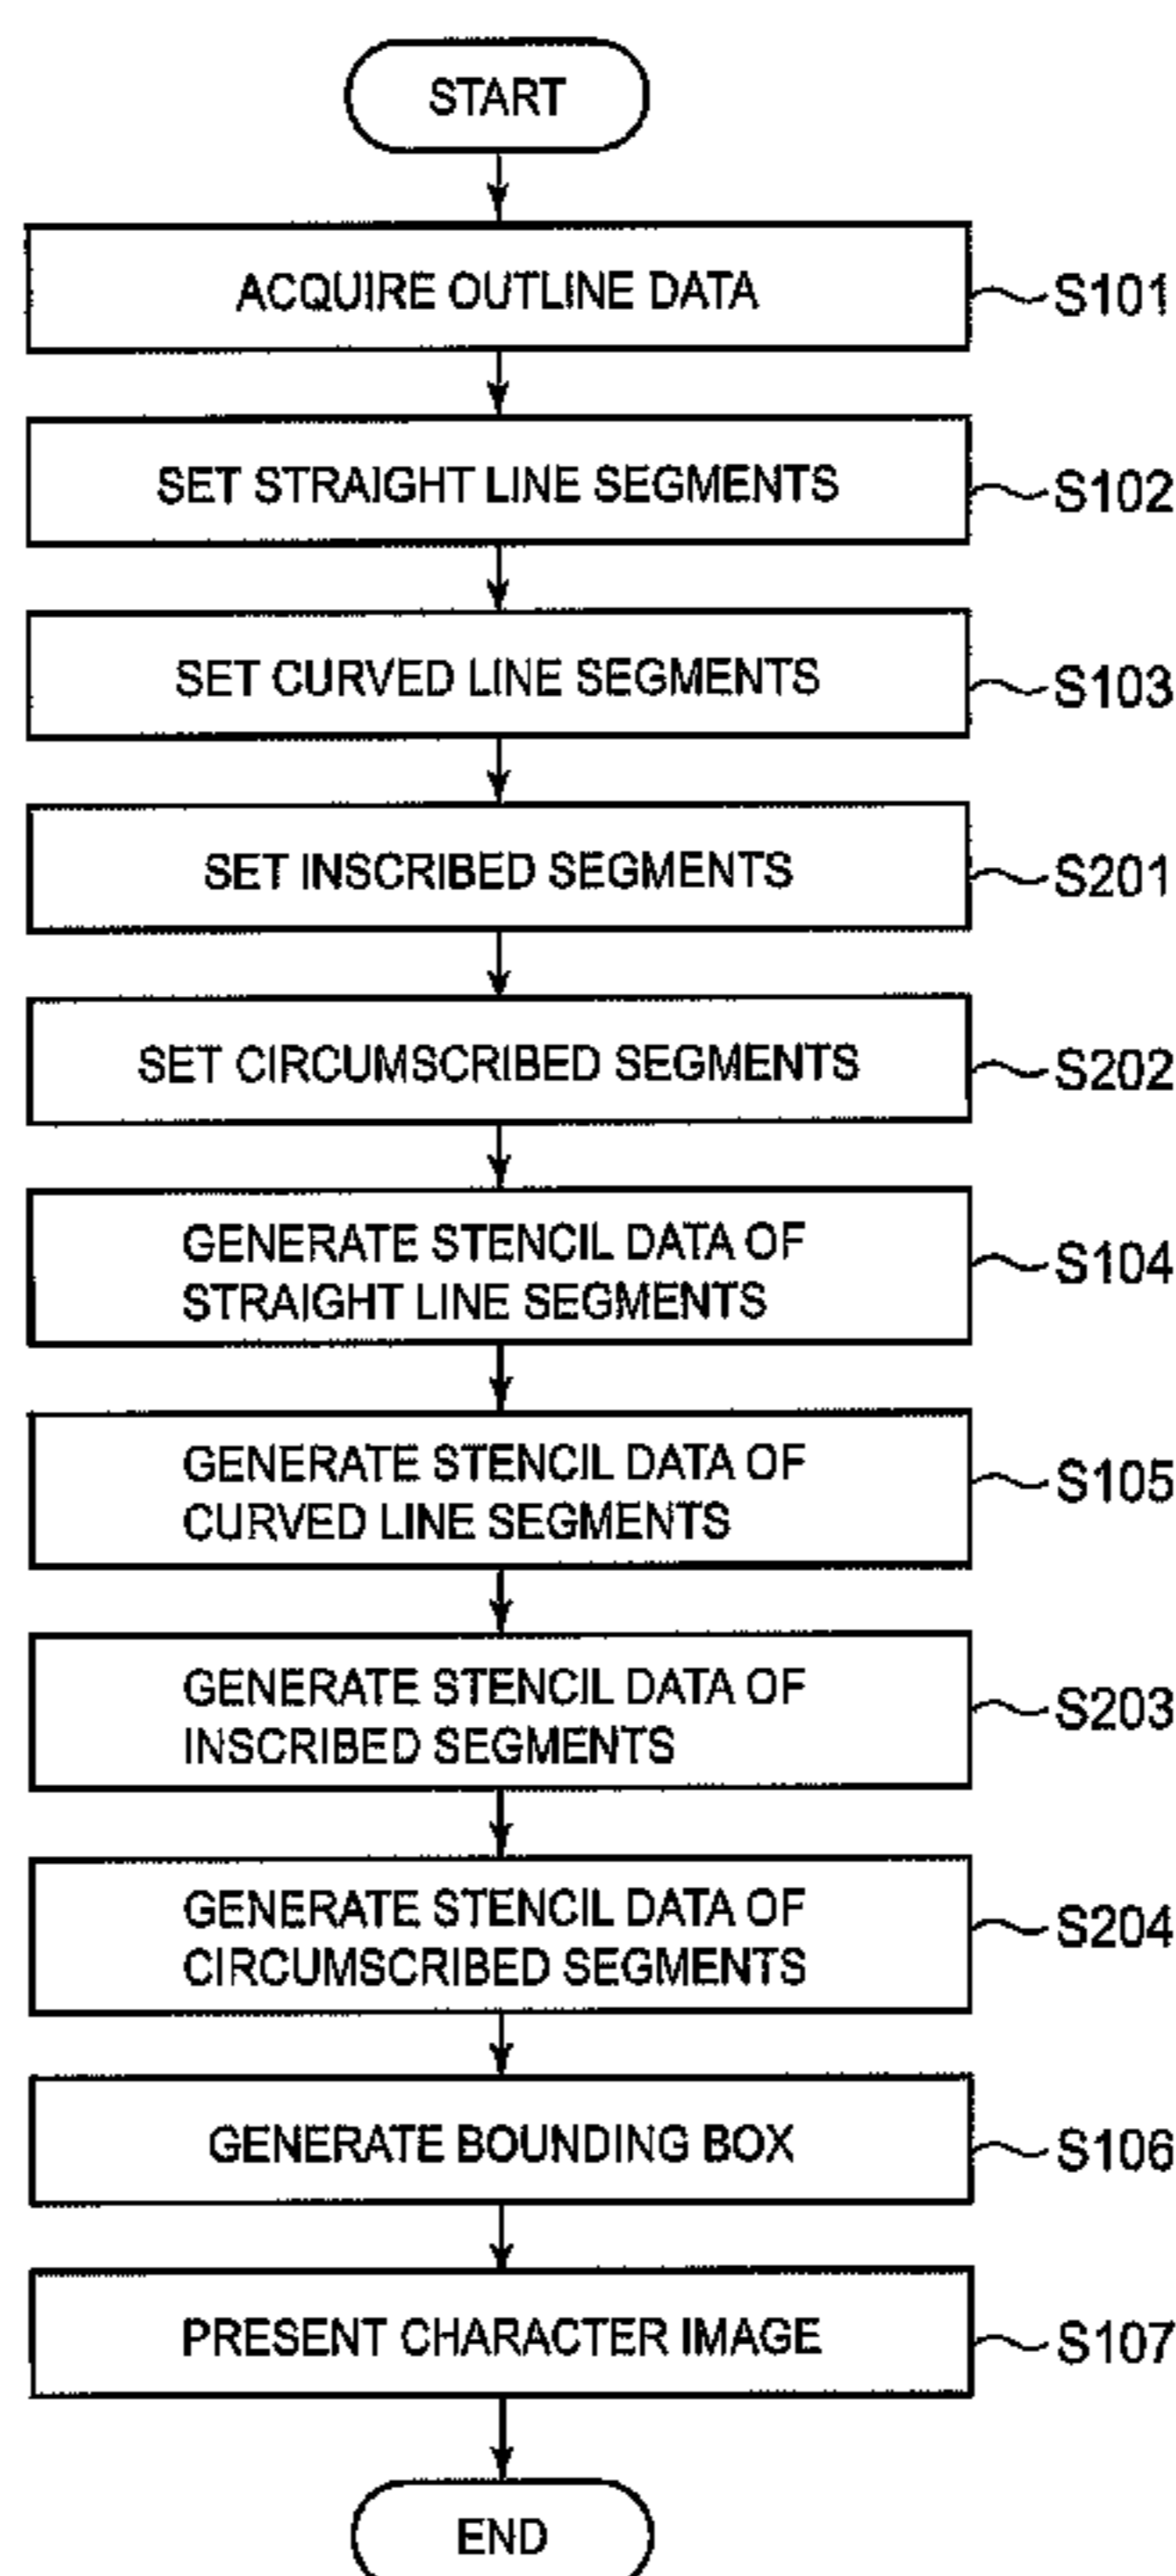 START
ACQUIRE OUTLINE DATA
S101
SET STRAIGHT LINE SEGMENTS
S102
SET CURVED LINE SEGMENTS
S103
SET INSCRIBED SEGMENTS
S201
SET CIRCUMSCRIBED SEGMENTS
S202
GENERATE STENCIL DATA OF
STRAIGHT LINE SEGMENTS
S104
GENERATE STENCIL DATA OF
CURVED LINE SEGMENTS
S105
GENERATE STENCIL DATA OF
INSCRIBED SEGMENTS
S203
GENERATE STENCIL DATA OF
CIRCUMSCRIBED SEGMENTS
S204
GENERATE BOUNDING BOX
S106
PRESENT CHARACTER IMAGE
S107
END